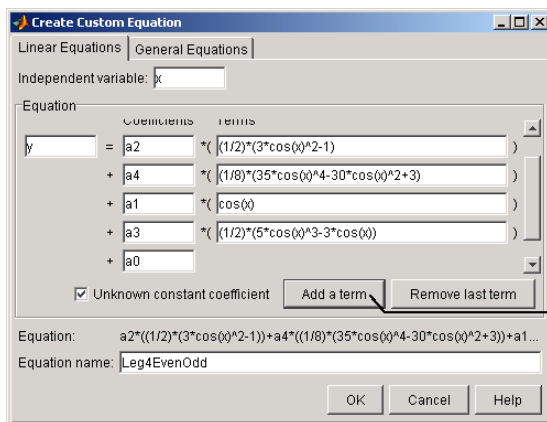 Create Custom Equation
Linear Equations General Equations
Independent variable: x
Equation
Coefficients Terms
y = a2 *( (1/2)*(3*cos(x)^2-1) )
+ a4 *( (1/8)*(35*cos(x)^4-30*cos(x)^2+3) )
+ a1 *( cos(x) )
+ a3 *( (1/2)*(5*cos(x)^3-3*cos(x)) )
+ a0
Unknown constant coefficient Add a term Remove last term
Equation: a2*((1/2)*(3*cos(x)^2-1))+a4*((1/8)*(35*cos(x)^4-30*cos(x)^2+3))+a1...
Equation name: Leg4EvenOdd
OK Cancel Help